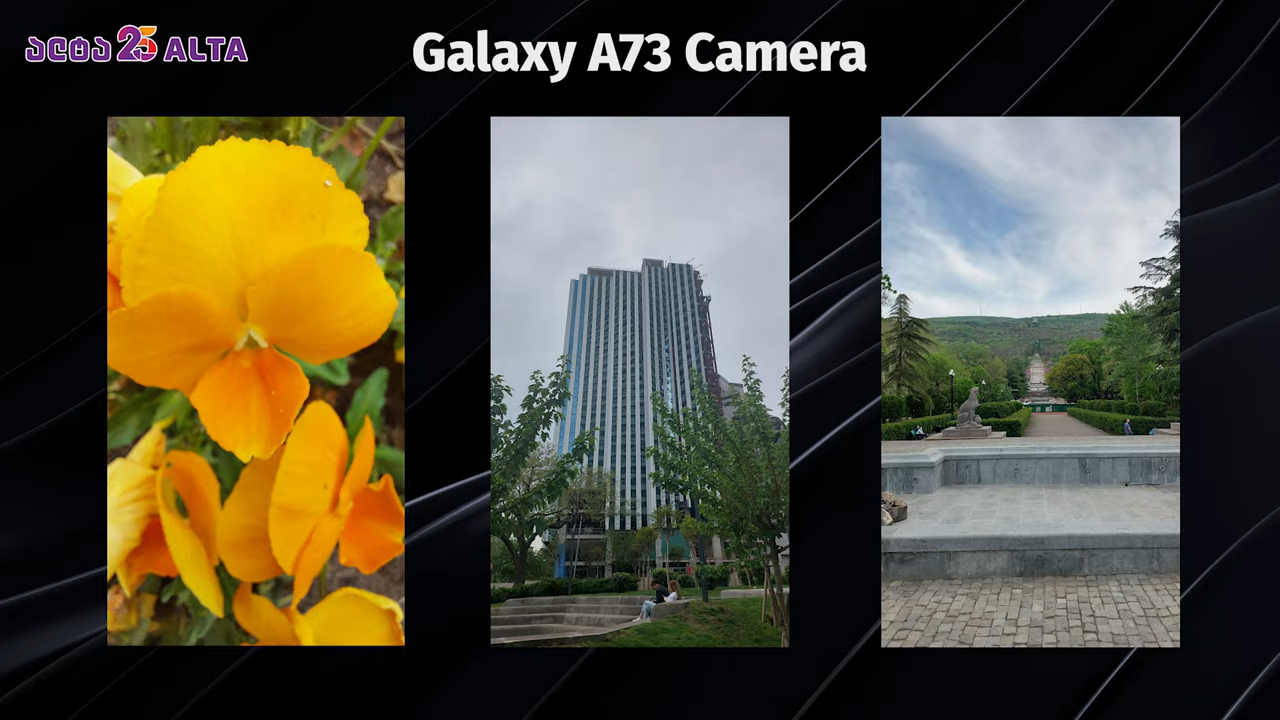 ალტა 25 ALTA
Galaxy A73 Camera